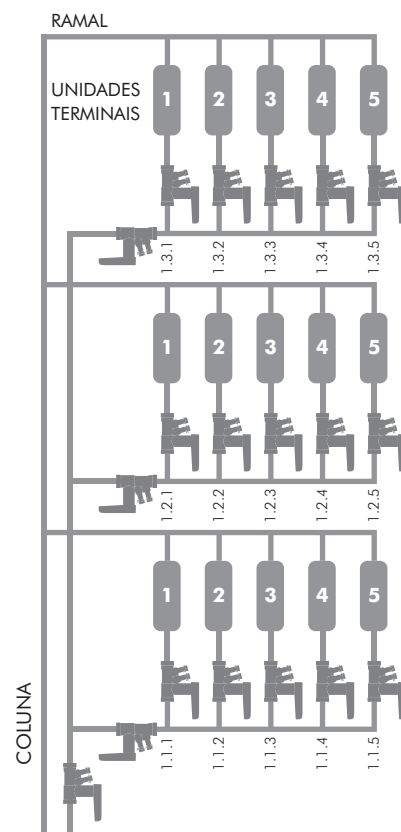 RAMAL
UNIDADES
TERMINAIS
1 2 3 4 5
1.3.1 1.3.2 1.3.3 1.3.4 1.3.5
1 2 3 4 5
1.2.1 1.2.2 1.2.3 1.2.4 1.2.5
1 2 3 4 5
1.1.1 1.1.2 1.1.3 1.1.4 1.1.5
COLUNA